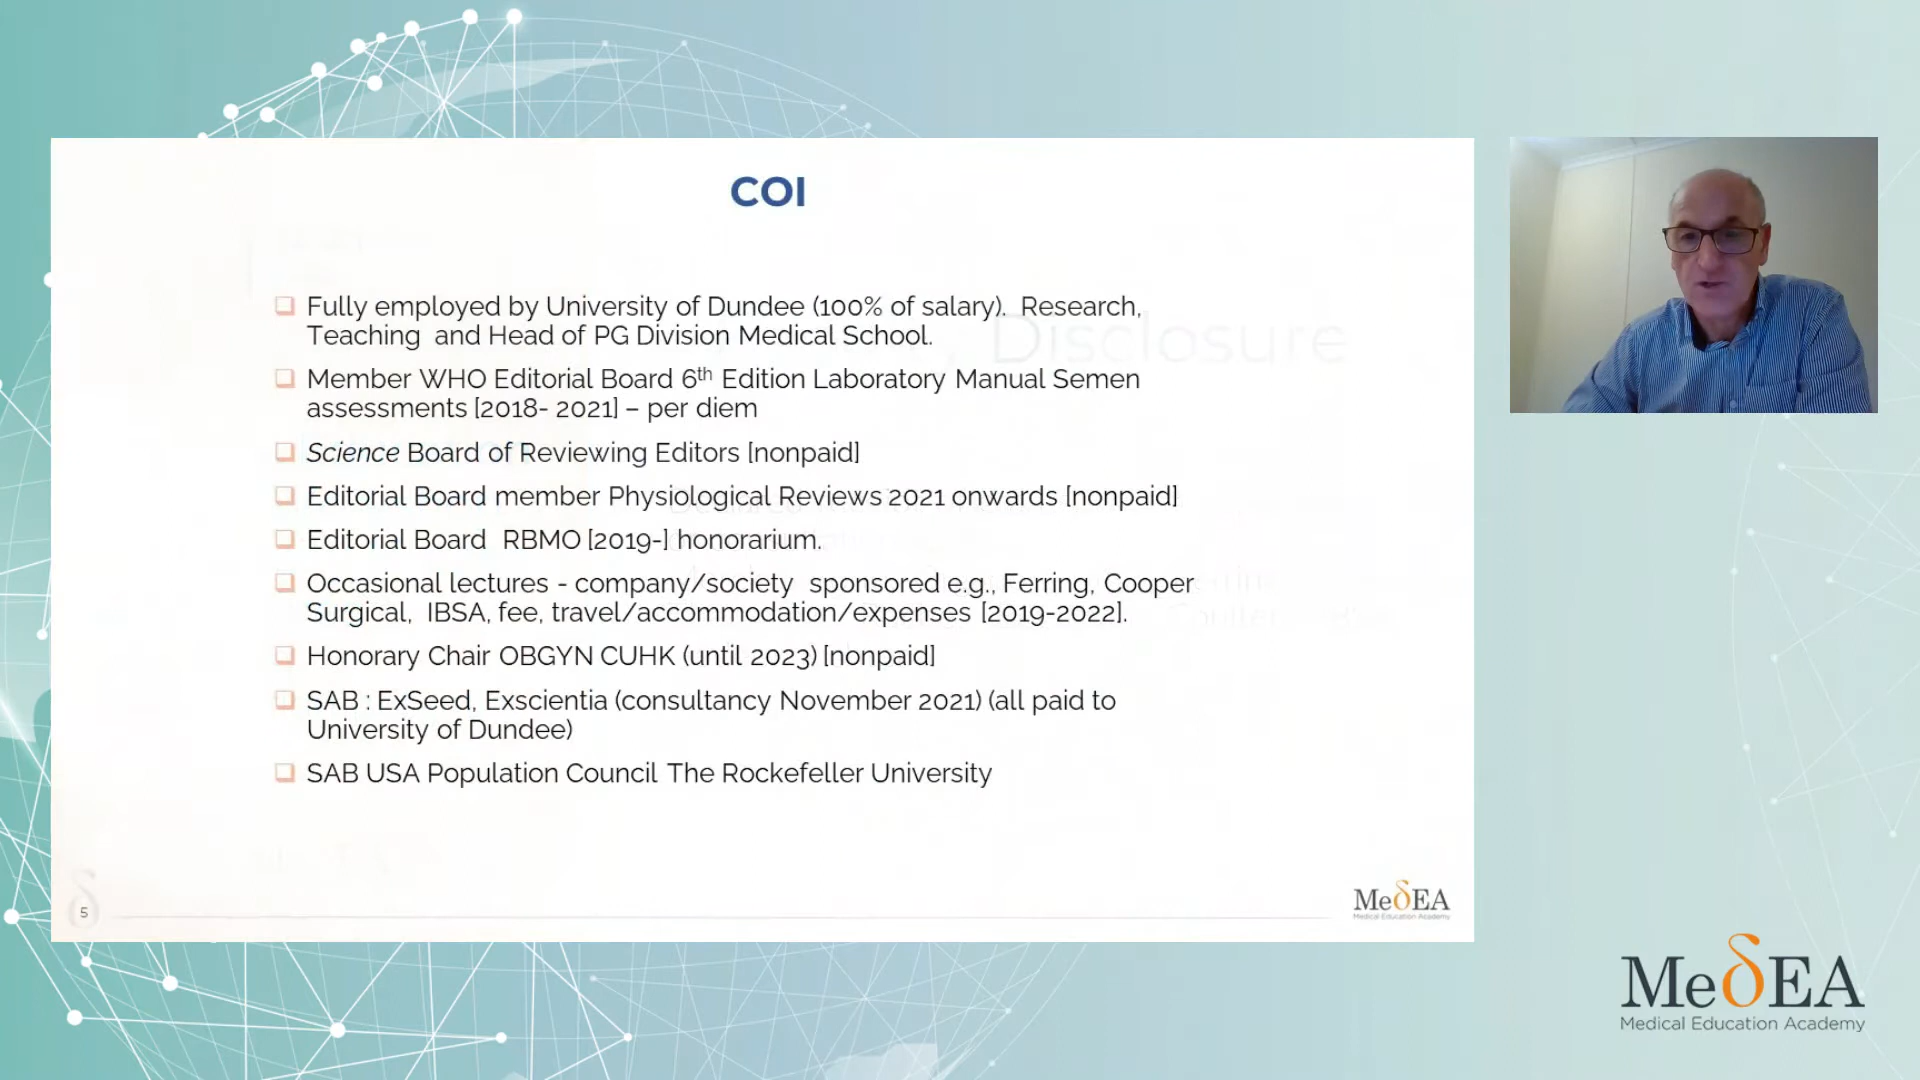 COI
Disclosure
Fully employed by University of Dundee (100% of salary). Research,
Teaching and Head of PG Division Medical School.
Member WHO Editorial Board 6th Edition Laboratory Manual Semen
assessments [2018- 2021] – per diem
Science Board of Reviewing Editors [nonpaid]
Editorial Board member Physiological Reviews 2021 onwards [nonpaid]
Editorial Board RBMO [2019-] honorarium.
Occasional lectures - company/society sponsored e.g., Ferring, Cooper
Surgical, IBSA, fee, travel/accommodation/expenses [2019-2022].
Honorary Chair OBGYN CUHK (until 2023) [nonpaid]
SAB : ExSeed, Exscientia (consultancy November 2021) (all paid to
University of Dundee)
SAB USA Population Council The Rockefeller University
5
MeδEA
Medical Education Academy
MeδEA
Medical Education Academy